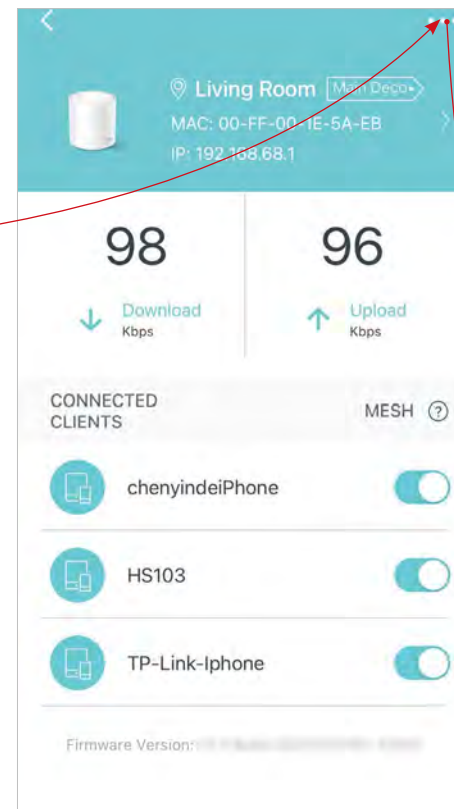 Living Room Main Deco
MAC: 00-FF-00-1E-5A-EB
IP: 192.168.68.1
98 96
Download Upload
Kbps Kbps
CONNECTED
CLIENTS MESH ?
chenyindeiPhone
HS103
TP-Link-Iphone
Firmware Version: